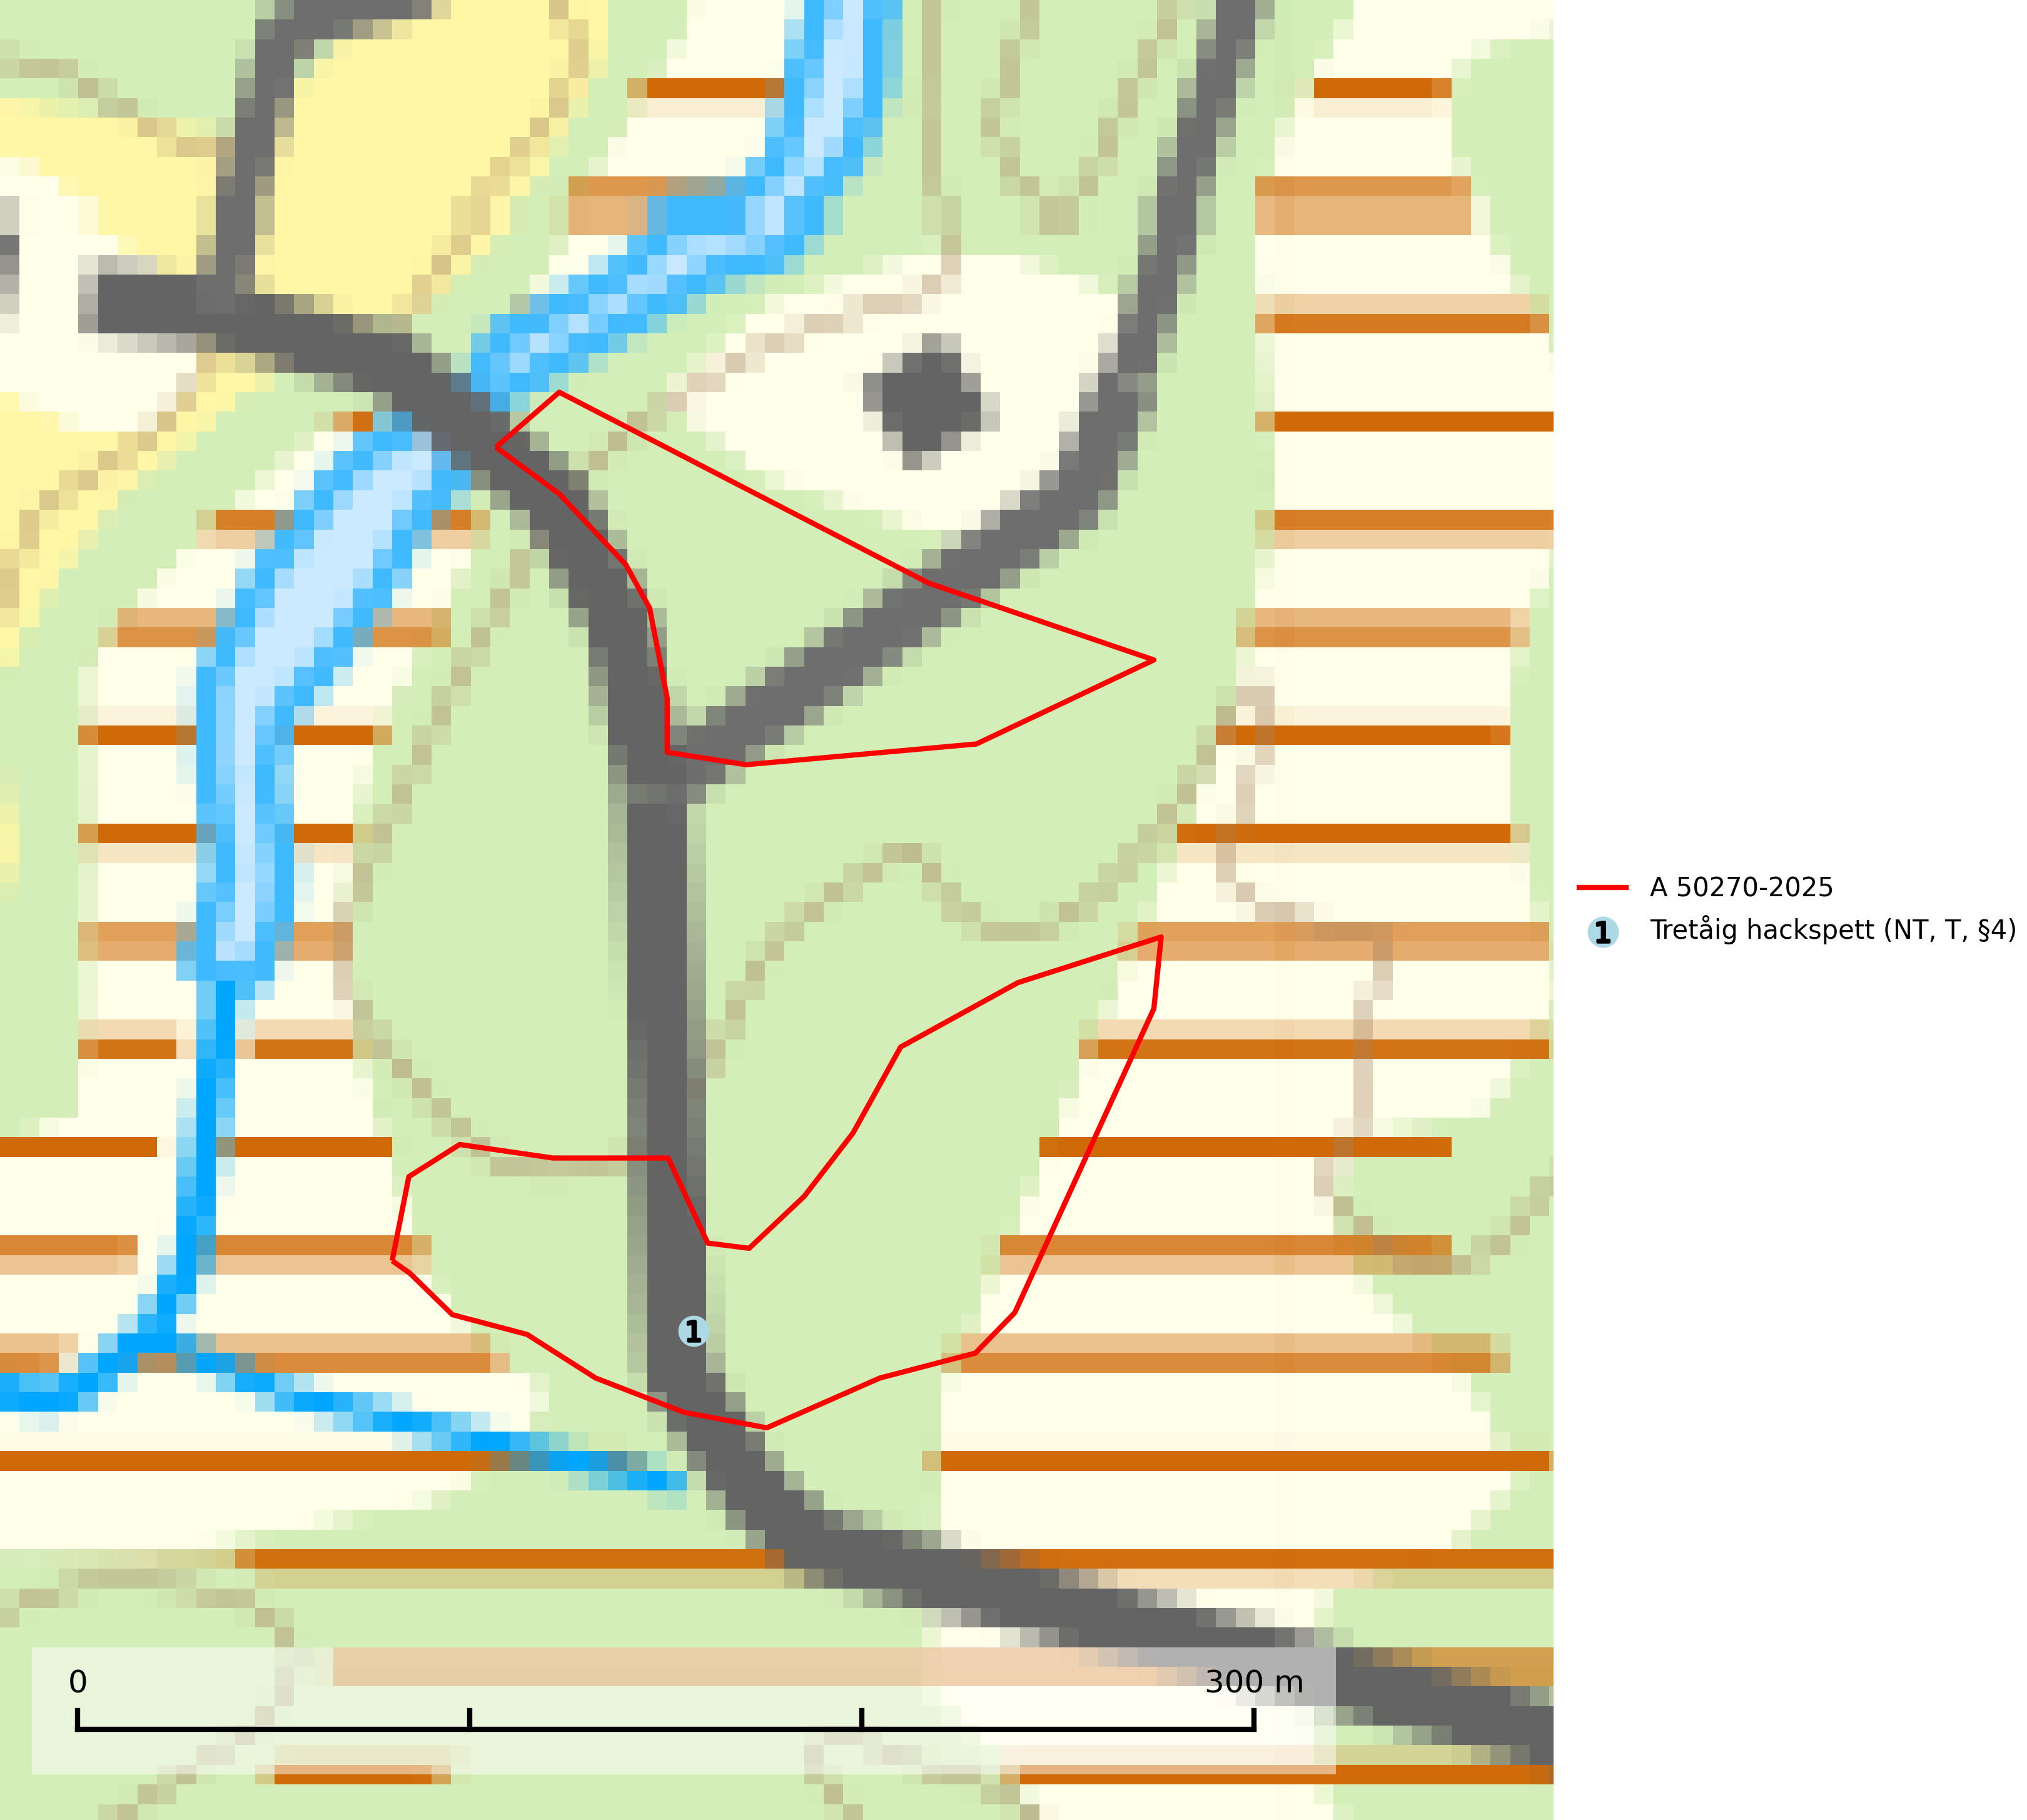 A 50270-2025
1 Tretåig hackspett (NT, T, §4)
1
0 300 m